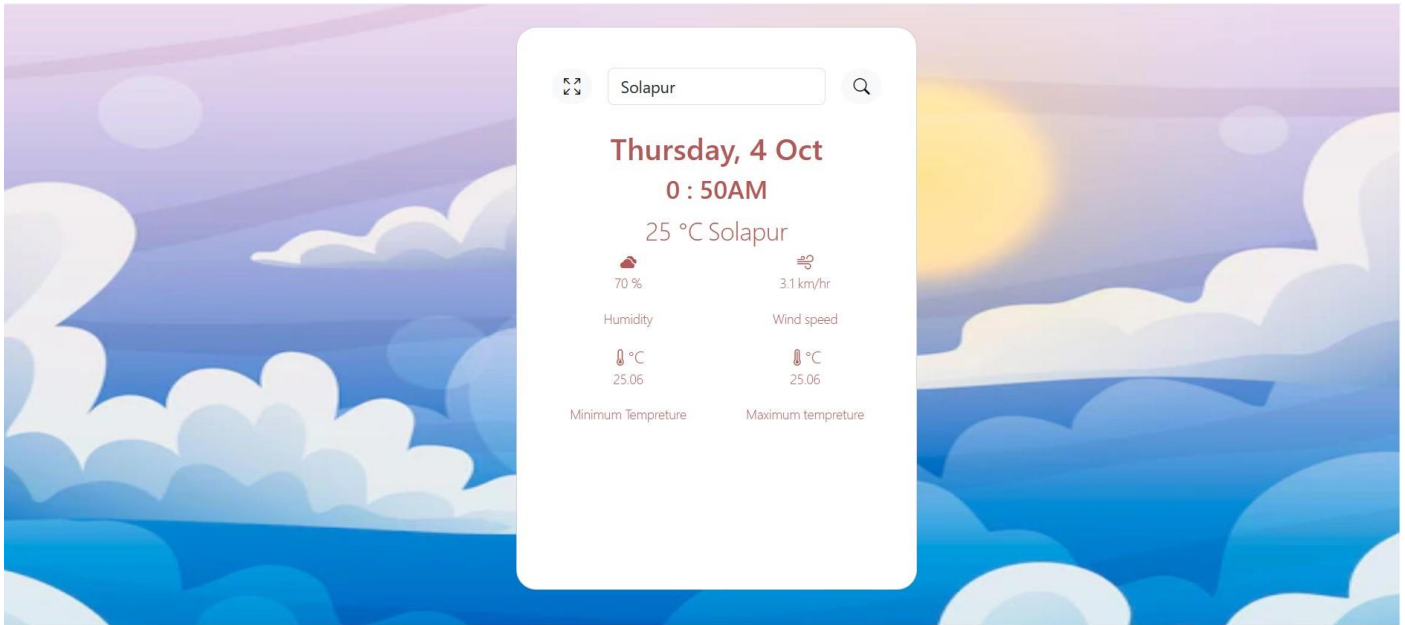 Solapur
Thursday, 4 Oct
0 : 50AM
25 °C Solapur
70 % 3.1 km/hr
Humidity Wind speed
°C °C
25.06 25.06
Minimum Tempreture Maximum tempreture